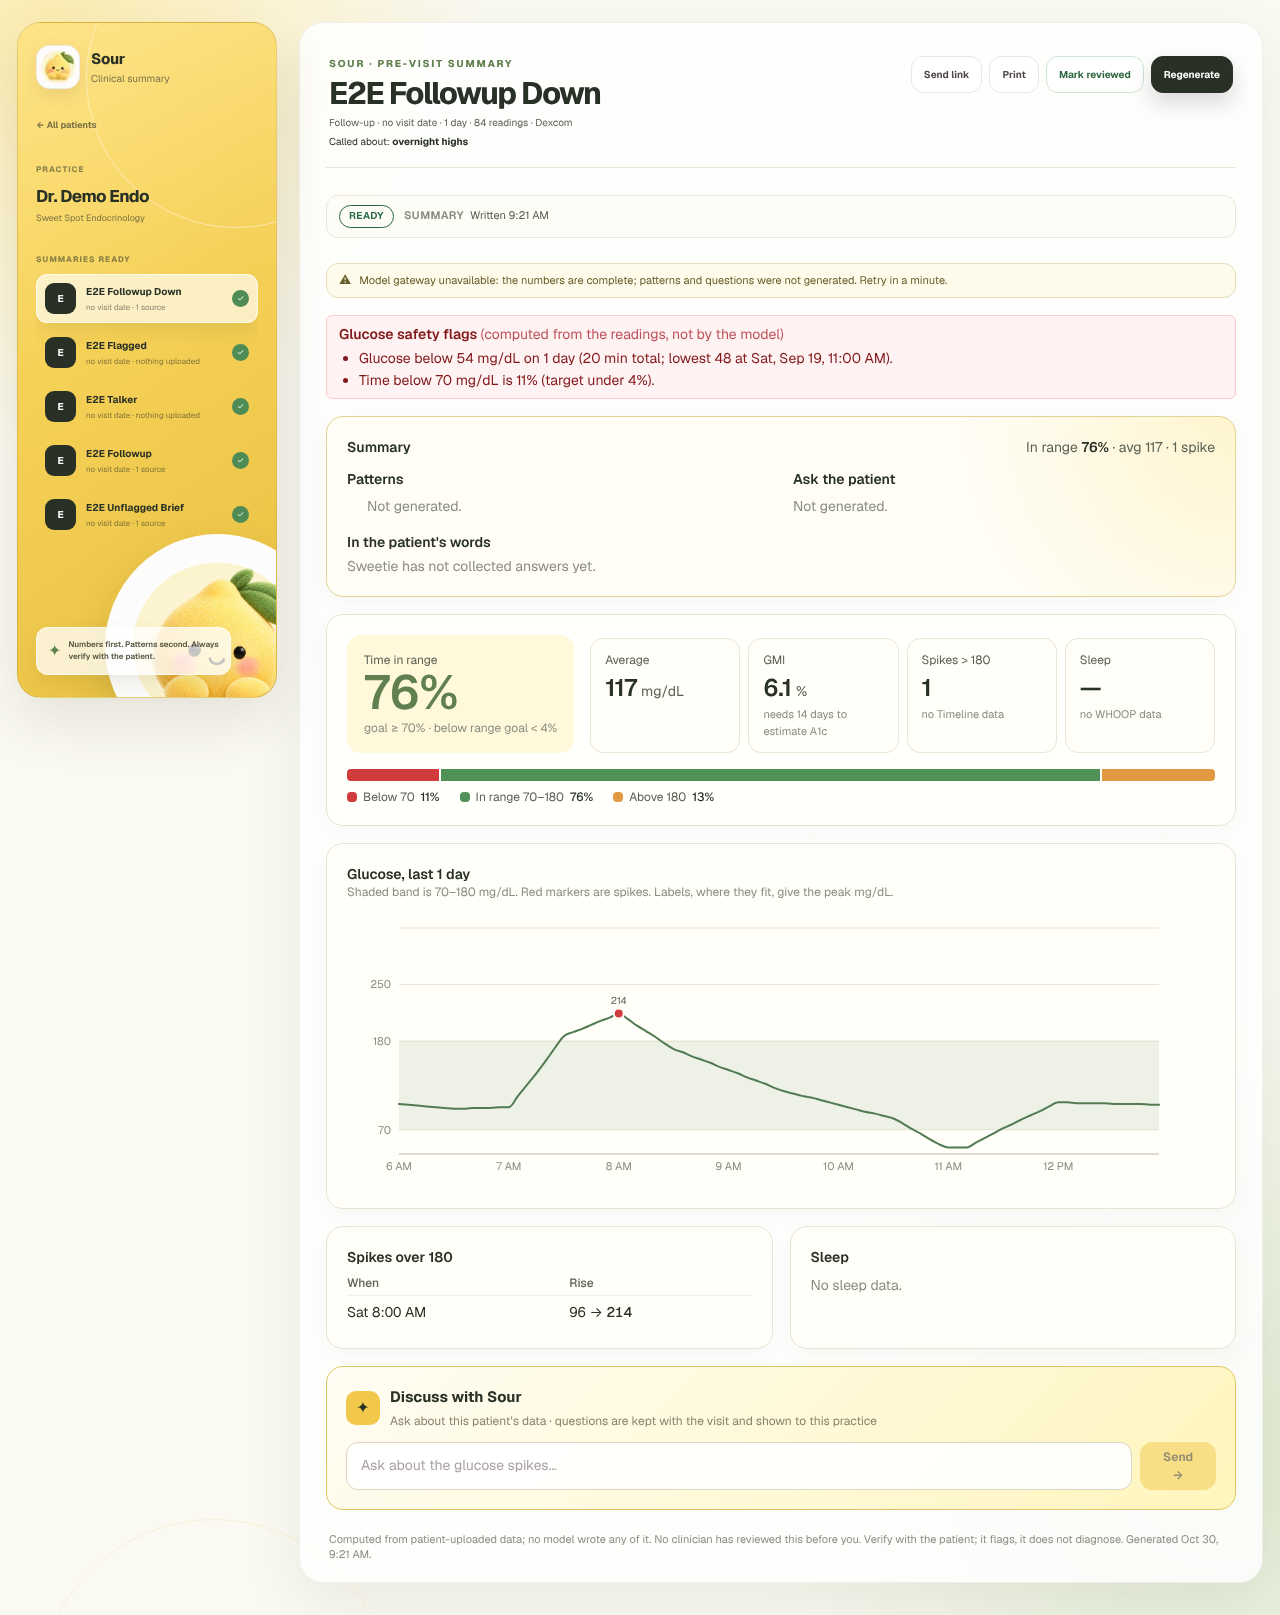 Sour
Clinical summary
← All patients
PRACTICE
Dr. Demo Endo
Sweet Spot Endocrinology
SUMMARIES READY
E
E2E Followup Down
no visit date · 1 source
E
E2E Flagged
no visit date · nothing uploaded
E
E2E Talker
no visit date · nothing uploaded
E
E2E Followup
no visit date · 1 source
E
E2E Unflagged Brief
no visit date · 1 source
Numbers first. Patterns second. Always
verify with the patient.
SOUR · PRE-VISIT SUMMARY
E2E Followup Down
Follow-up · no visit date · 1 day · 84 readings · Dexcom
Called about: overnight highs
Send link
Print
Mark reviewed
Regenerate
READY SUMMARY Written 9:21 AM
Model gateway unavailable: the numbers are complete; patterns and questions were not generated. Retry in a minute.
Glucose safety flags (computed from the readings, not by the model)
• Glucose below 54 mg/dL on 1 day (20 min total; lowest 48 at Sat, Sep 19, 11:00 AM).
• Time below 70 mg/dL is 11% (target under 4%).
Summary
In range 76% · avg 117 · 1 spike
Patterns
Not generated.
Ask the patient
Not generated.
In the patient's words
Sweetie has not collected answers yet.
Time in range
76%
goal ≥ 70% · below range goal < 4%
Average
117 mg/dL
GMI
6.1 %
needs 14 days to
estimate A1c
Spikes > 180
1
no Timeline data
Sleep
—
no WHOOP data
Below 70 11%
In range 70–180 76%
Above 180 13%
Glucose, last 1 day
Shaded band is 70–180 mg/dL. Red markers are spikes. Labels, where they fit, give the peak mg/dL.
250
214
180
70
6 AM 7 AM 8 AM 9 AM 10 AM 11 AM 12 PM
Spikes over 180
When Rise
Sat 8:00 AM 96 → 214
Sleep
No sleep data.
Discuss with Sour
Ask about this patient's data · questions are kept with the visit and shown to this practice
Ask about the glucose spikes...
Send
→
Computed from patient-uploaded data; no model wrote any of it. No clinician has reviewed this before you. Verify with the patient; it flags, it does not diagnose. Generated Oct 30,
9:21 AM.